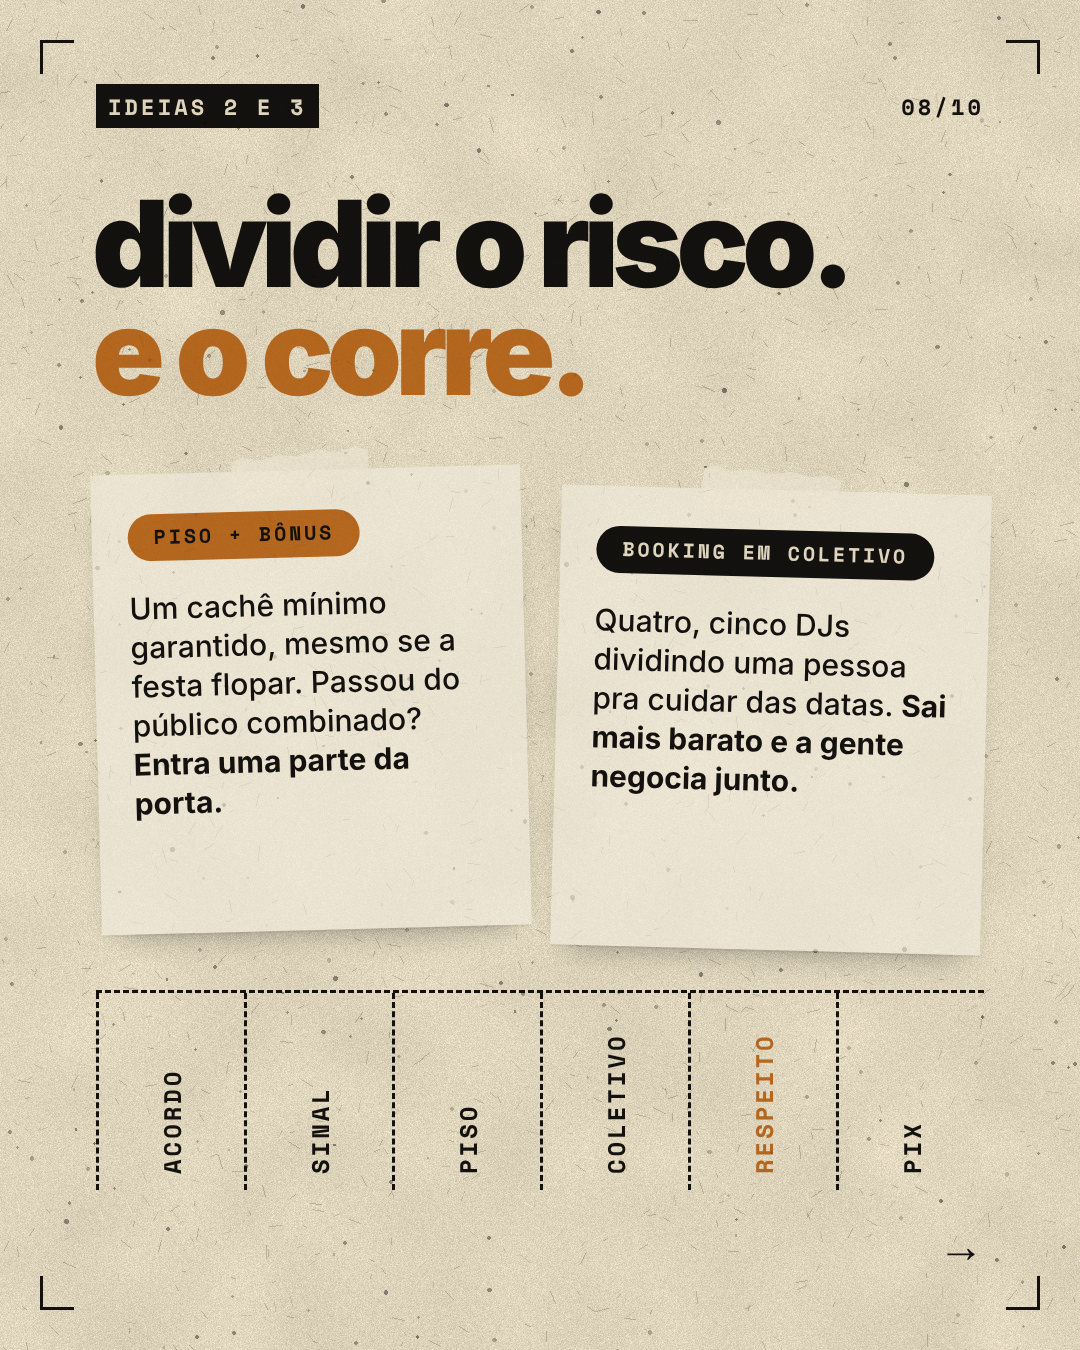 IDEIAS 2 E 3
08/10
dividir o risco.
e o corre.
PISO + BÔNUS
Um cachê mínimo
garantido, mesmo se a
festa flopar. Passou do
público combinado?
Entra uma parte da
porta.
BOOKING EM COLETIVO
Quatro, cinco DJs
dividindo uma pessoa
pra cuidar das datas. Sai
mais barato e a gente
negocia junto.
ACORDO
SINAL
PISO
COLETIVO
RESPEITO
PIX
→